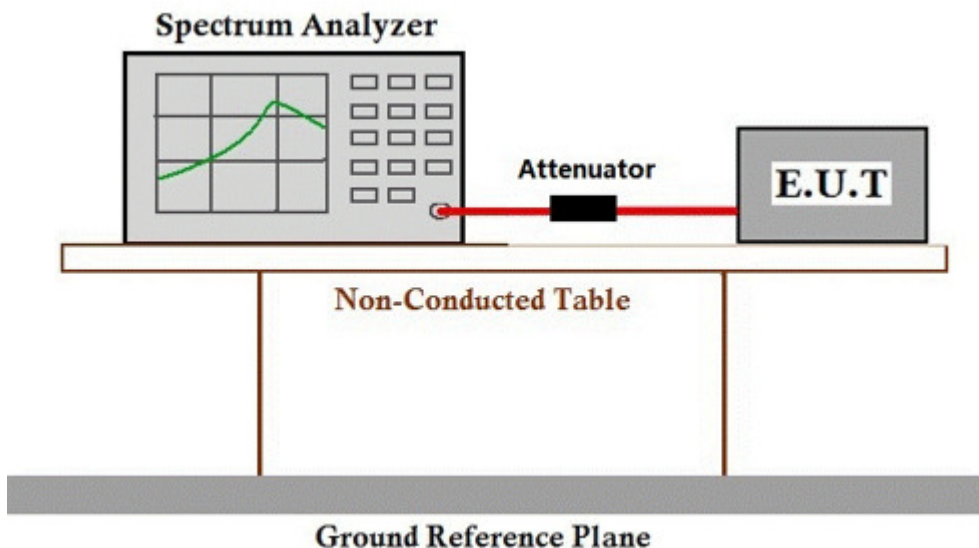 Spectrum Analyzer
Attenuator
E.U.T
Non-Conducted Table
Ground Reference Plane